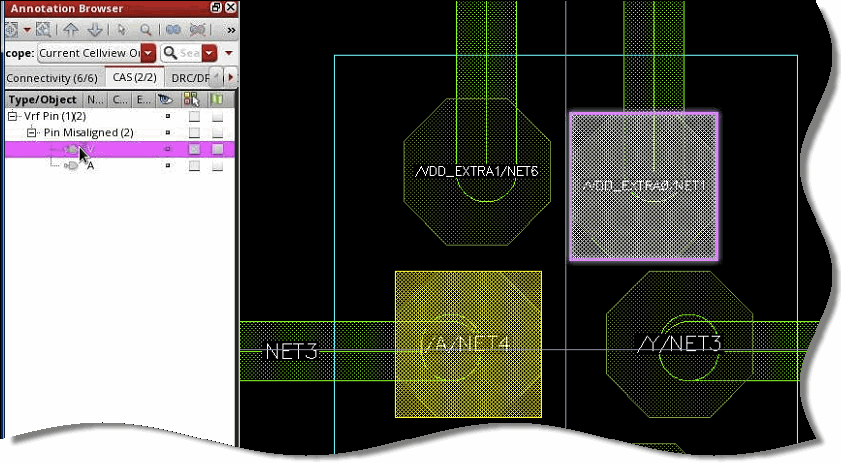 Annotation Browser
»
cope: Current Cellview Or Sea
Connectivity (6/6) CAS (2/2) DRC/DF
Type/Object N... C... E...
Vrf Pin (1)(2)
Pin Misaligned (2)
V
A
/VDD_EXTRA1/NET6
/VDD_EXTRA0/NET1
NET3
/A/NET4
/Y/NET3